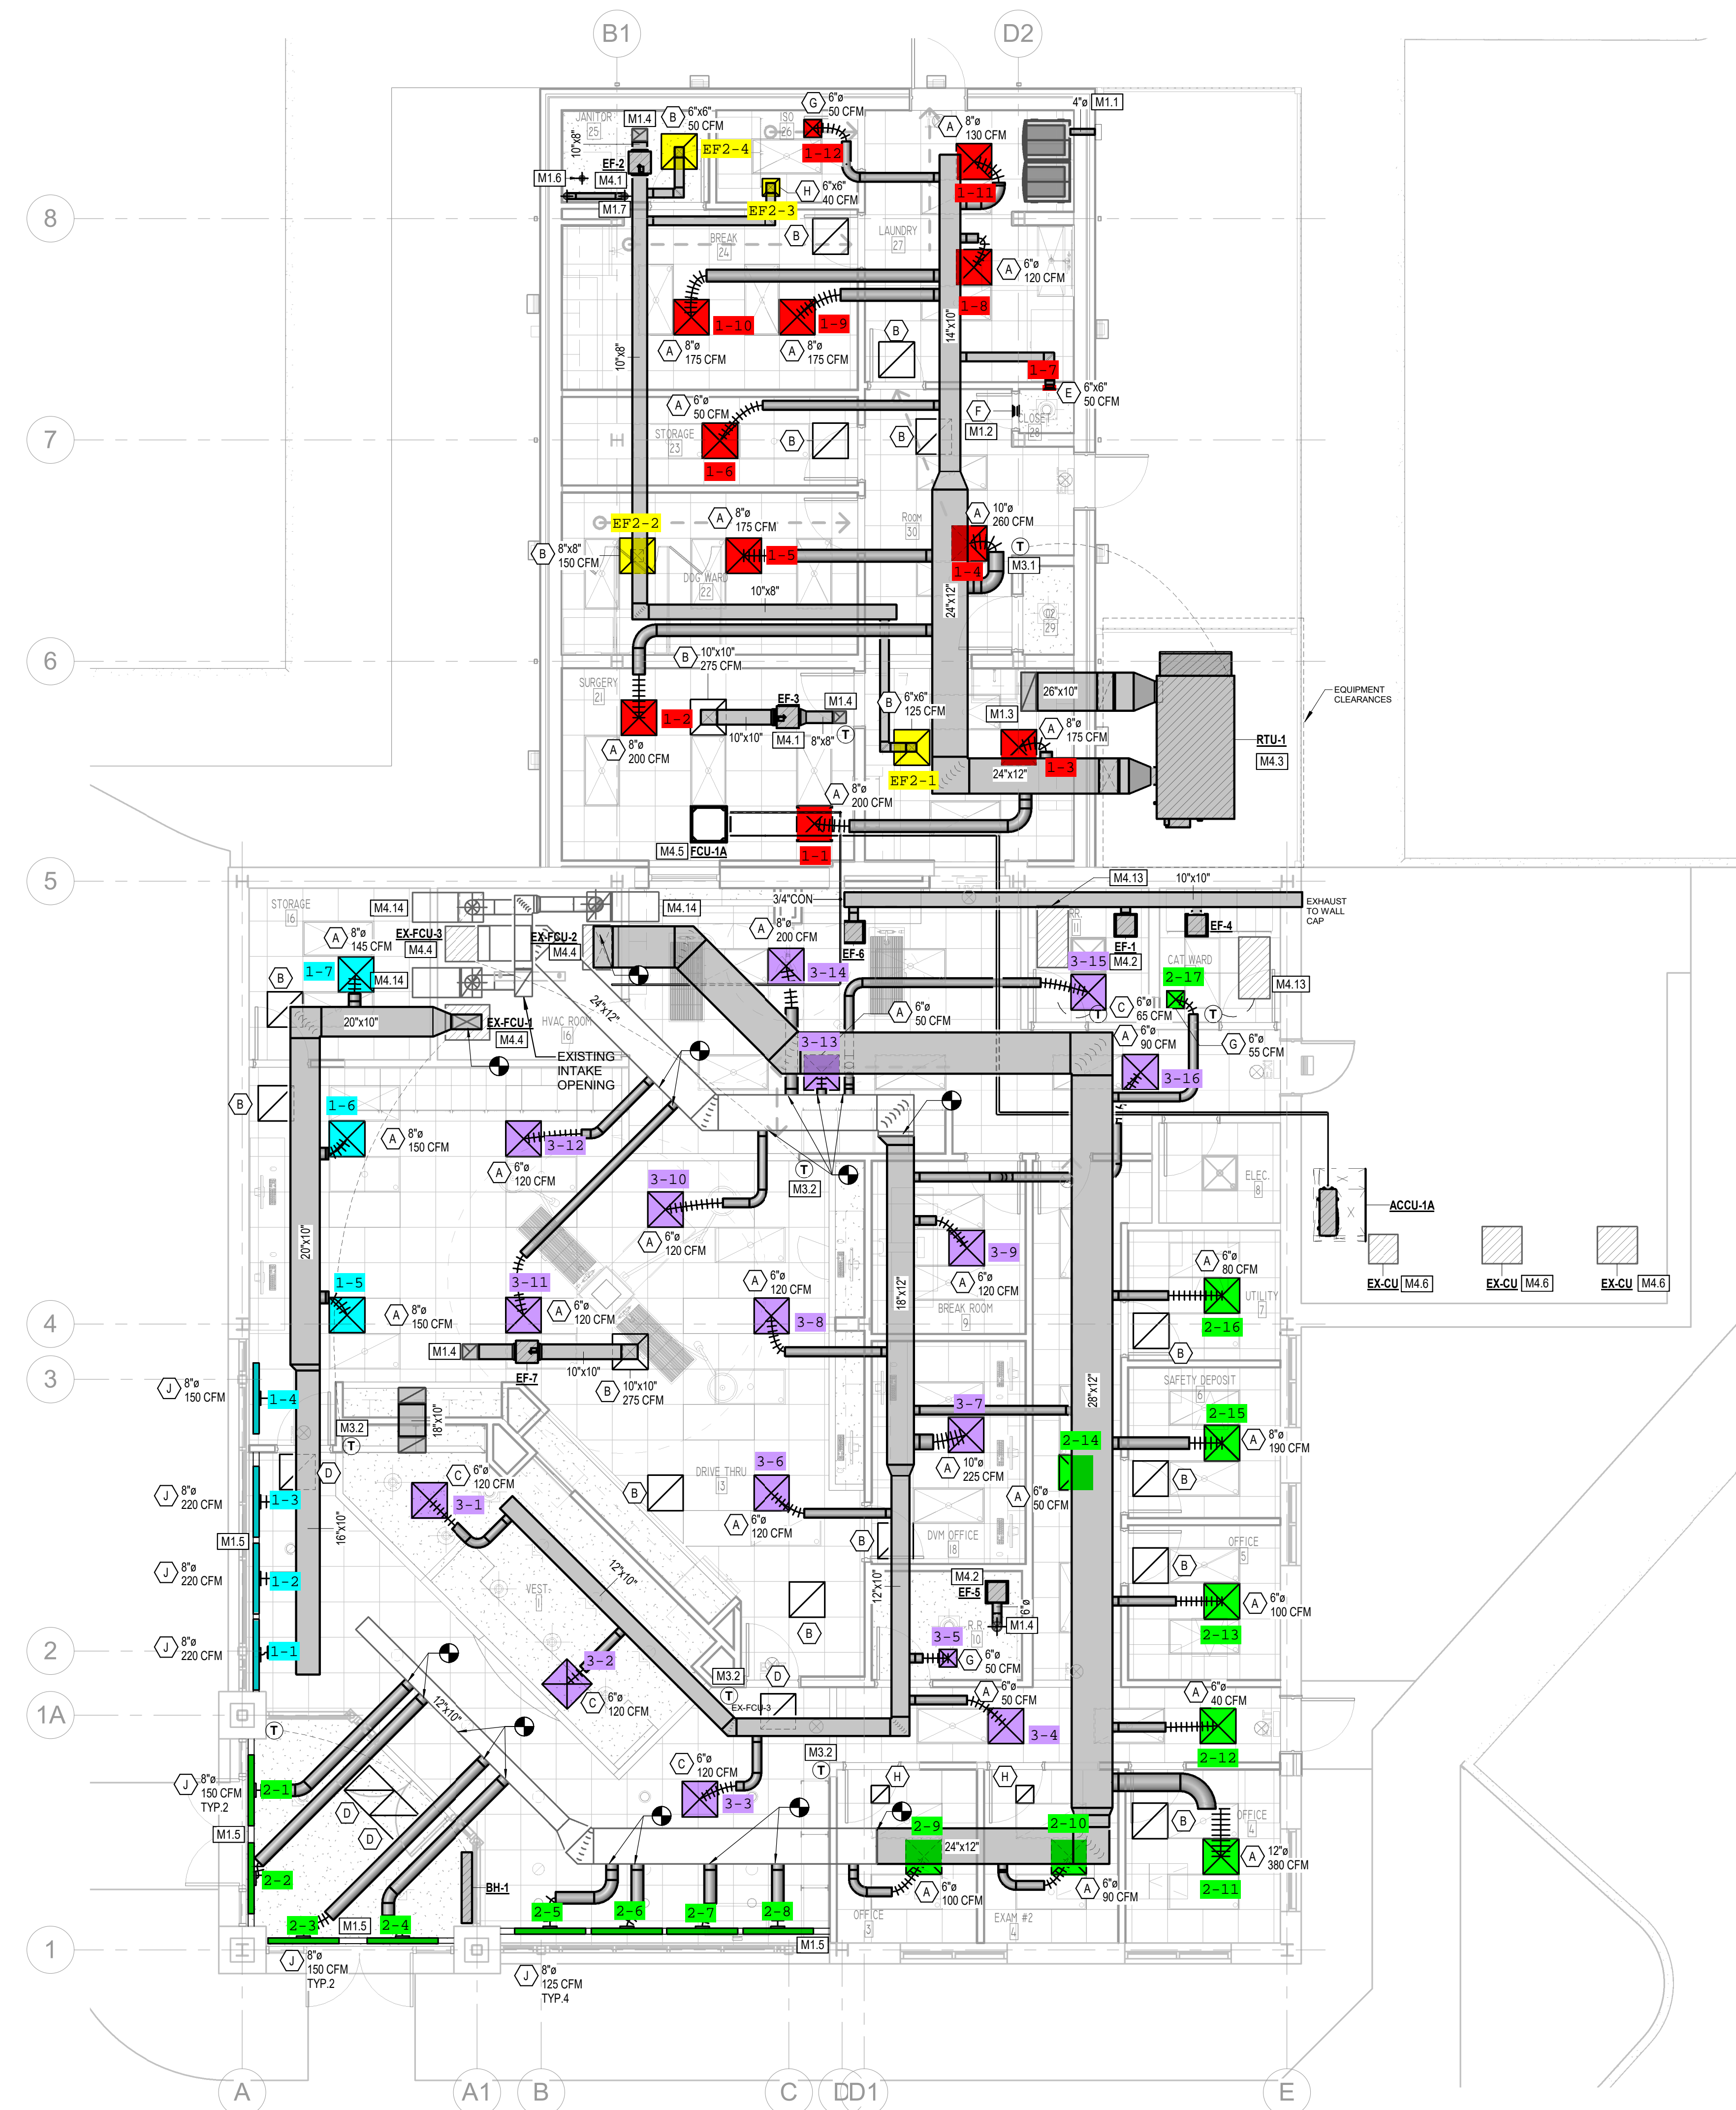 B1
D2
G
6"ø
50 CFM
4"ø
M1.1
JANITOR
25
M1.4
B
6"x6"
50 CFM
ISO
26
A
8"ø
130 CFM
10"x8"
EF2-4
1-12
EF-2
M4.1
M1.6
H
6"x6"
40 CFM
1-11
M1.7
EF2-3
8
BREAK
24
B
LAUNDRY
27
A
6"ø
120 CFM
1-8
1-10
1-9
14"x10"
B
A
8"ø
175 CFM
A
8"ø
175 CFM
10"x8"
1-7
E
6"x6"
50 CFM
A
6"ø
50 CFM
F
M1.2
CLOSET
28
7
STORAGE
23
B
B
1-6
EF2-2
A
8"ø
175 CFM
ROOM
30
A
10"ø
260 CFM
B
8"x8"
150 CFM
1-5
T
M3.1
1-4
DOG WARD
22
10"x8"
24"x12"
O2
29
6
B
10"x10"
275 CFM
SURGERY
21
26"x10"
EQUIPMENT
CLEARANCES
EF-3
M1.4
B
6"x6"
125 CFM
M1.3
A
8"ø
175 CFM
1-2
10"x10"
M4.1
8"x8"
T
RTU-1
M4.3
A
8"ø
200 CFM
EF2-1
24"x12"
1-3
A
8"ø
200 CFM
M4.5
FCU-1A
1-1
5
M4.13
10"x10"
STORAGE
16
M4.14
M4.14
3/4"CON
EXHAUST
TO WALL
CAP
A
8"ø
145 CFM
EX-FCU-3
M4.4
EX-FCU-2
M4.4
A
8"ø
200 CFM
EF-6
R.R.
11
EF-1
M4.2
EF-4
1-7
M4.14
B
3-14
3-15
CAT WARD
2-17
M4.13
24"x12"
C
6"ø
65 CFM
T
T
20"x10"
EX-FCU-1
M4.4
HVAC ROOM
16
A
6"ø
50 CFM
A
6"ø
90 CFM
G
6"ø
55 CFM
EXISTING
INTAKE
OPENING
3-13
3-16
B
1-6
A
8"ø
150 CFM
3-12
A
6"ø
120 CFM
3-10
T
M3.2
ELEC.
8
ACCU-1A
A
6"ø
120 CFM
3-9
20"x10"
EX-CU
M4.6
EX-CU
M4.6
EX-CU
M4.6
1-5
3-11
A
6"ø
120 CFM
A
6"ø
120 CFM
A
6"ø
80 CFM
18"x12"
UTILITY
7
4
A
8"ø
150 CFM
3-8
BREAK ROOM
9
2-16
M1.4
10"x10"
EF-7
B
3
J
8"ø
150 CFM
1-4
B
10"x10"
275 CFM
SAFETY DEPOSIT
6
28"x12"
M3.2
T
18"x10"
3-7
2-15
A
8"ø
190 CFM
2-14
D
C
6"ø
120 CFM
3-6
DRIVE THRU
13
A
10"ø
225 CFM
J
8"ø
220 CFM
1-3
3-1
B
A
6"ø
50 CFM
B
A
6"ø
120 CFM
M1.5
16"x10"
DVM OFFICE
18
B
OFFICE
5
J
8"ø
220 CFM
1-2
VEST.
1
12"x10"
12"x10"
M4.2
EF-5
6"ø
B
A
6"ø
100 CFM
M1.4
B
R.R.
10
2-13
J
8"ø
220 CFM
1-1
2
3-5
G
6"ø
50 CFM
3-2
M3.2
D
T
EX-FCU-3
C
6"ø
120 CFM
A
6"ø
50 CFM
A
6"ø
40 CFM
1A
T
12"x10"
3-4
2-12
M3.2
T
C
6"ø
120 CFM
J
8"ø
150 CFM
TYP.2
2-1
3-3
H
H
D
D
B
OFFICE
4
M1.5
2-9
2-10
24"x12"
A
12"ø
380 CFM
2-2
BH-1
A
6"ø
100 CFM
A
6"ø
90 CFM
2-11
2-3
M1.5
2-4
2-5
2-6
2-7
2-8
OFFICE
3
EXAM #2
4
1
M1.5
J
8"ø
150 CFM
TYP.2
J
8"ø
125 CFM
TYP.4
A
A1
B
C
D
D1
E